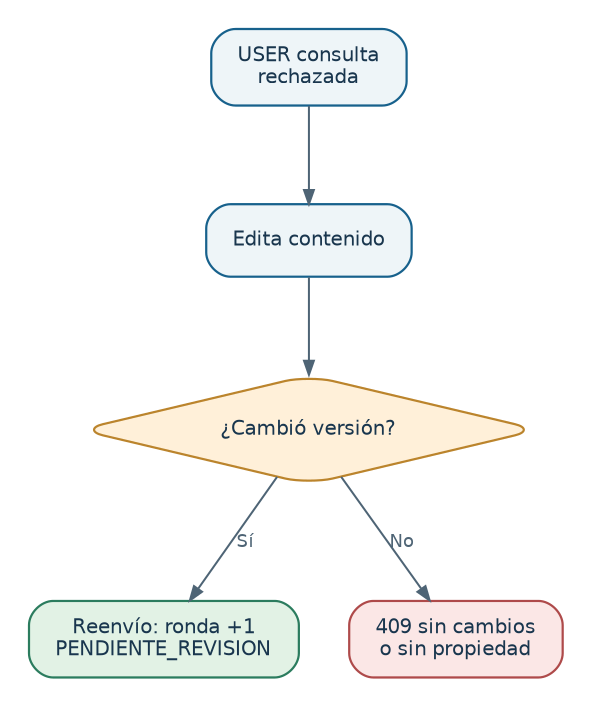 USER consulta
rechazada
Edita contenido
¿Cambió versión?
Sí
No
Reenvío: ronda +1
PENDIENTE_REVISION
409 sin cambios
o sin propiedad